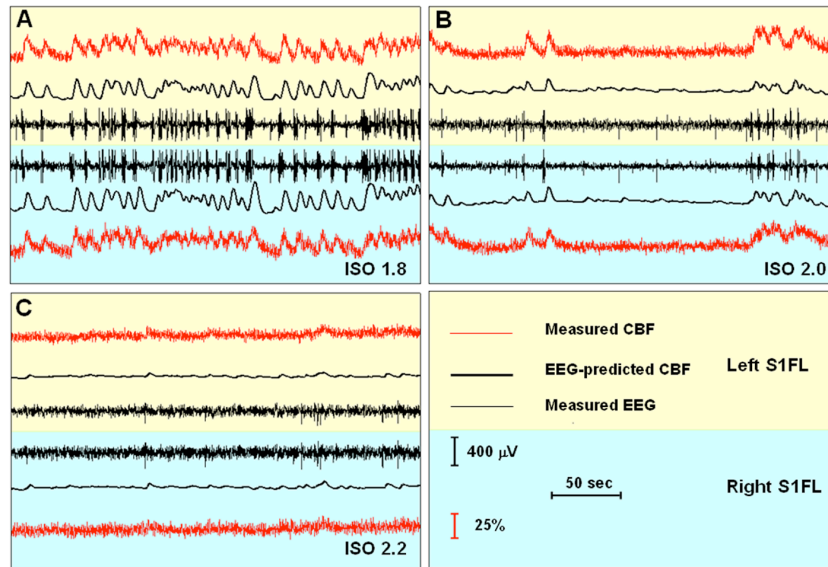 A
ISO 1.8
B
ISO 2.0
C
ISO 2.2
Measured CBF
EEG-predicted CBF
Left S1FL
Measured EEG
400 μV
50 sec
Right S1FL
25%